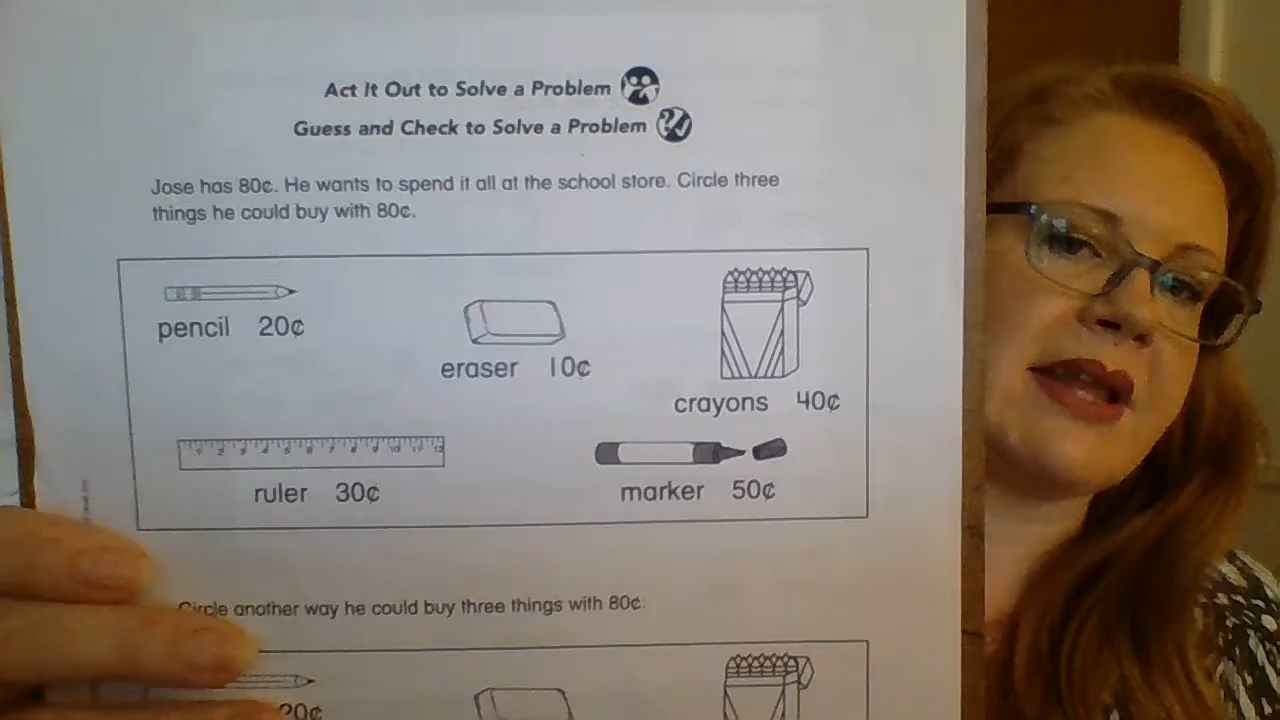 Act It Out to Solve a Problem
Guess and Check to Solve a Problem
Jose has 80¢. He wants to spend it all at the school store. Circle three
things he could buy with 80¢.
pencil 20¢
eraser 10¢
crayons 40¢
ruler 30¢
marker 50¢
Circle another way he could buy three things with 80¢.
20¢